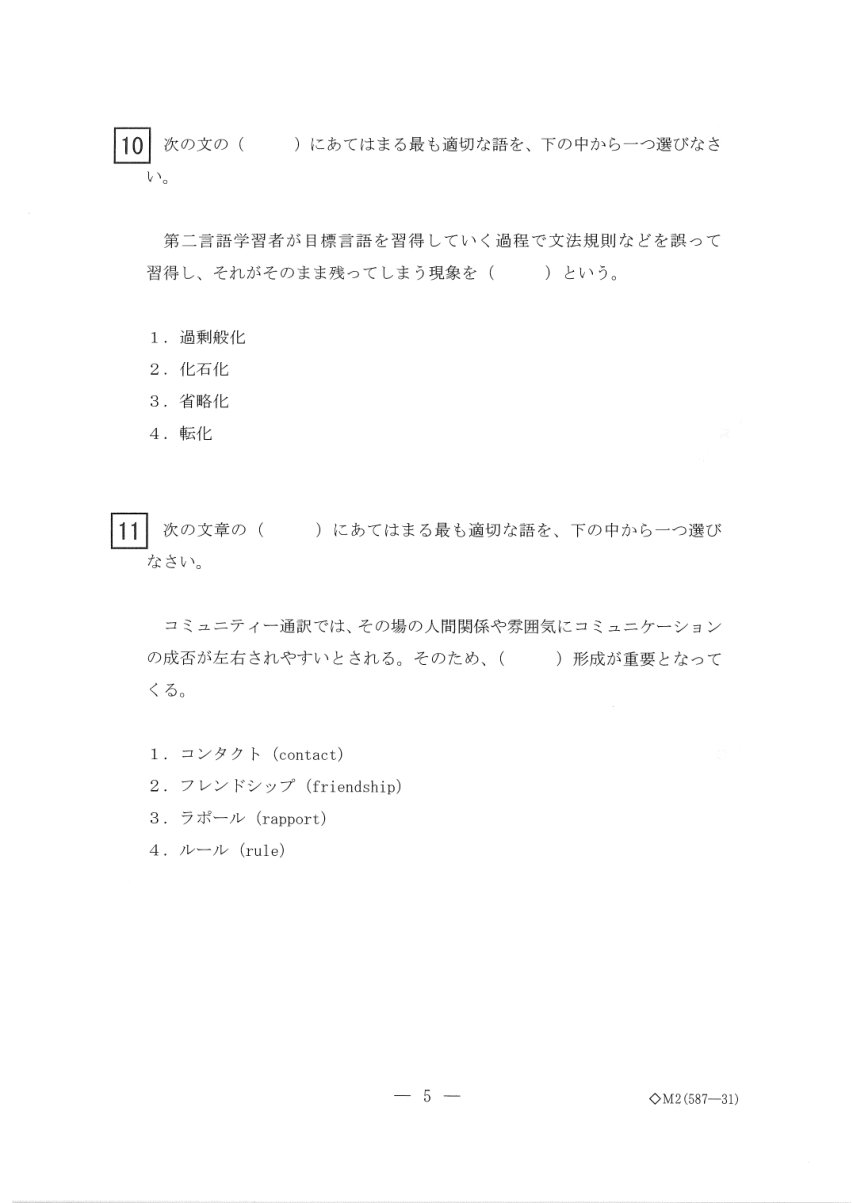 10 次の文の（　　　）にあてはまる最も適切な語を、下の中から一つ選びなさ
い。
第二言語学習者が目標言語を習得していく過程で文法規則などを誤って
習得し、それがそのまま残ってしまう現象を（　　　）という。
１．過剰般化
２．化石化
３．省略化
４．転化
11 次の文章の（　　　）にあてはまる最も適切な語を、下の中から一つ選び
なさい。
コミュニティー通訳では、その場の人間関係や雰囲気にコミュニケーション
の成否が左右されやすいとされる。そのため、（　　　）形成が重要となって
くる。
１．コンタクト（contact）
２．フレンドシップ（friendship）
３．ラポール（rapport）
４．ルール（rule）
― 5 ―
◇M2(587―31)